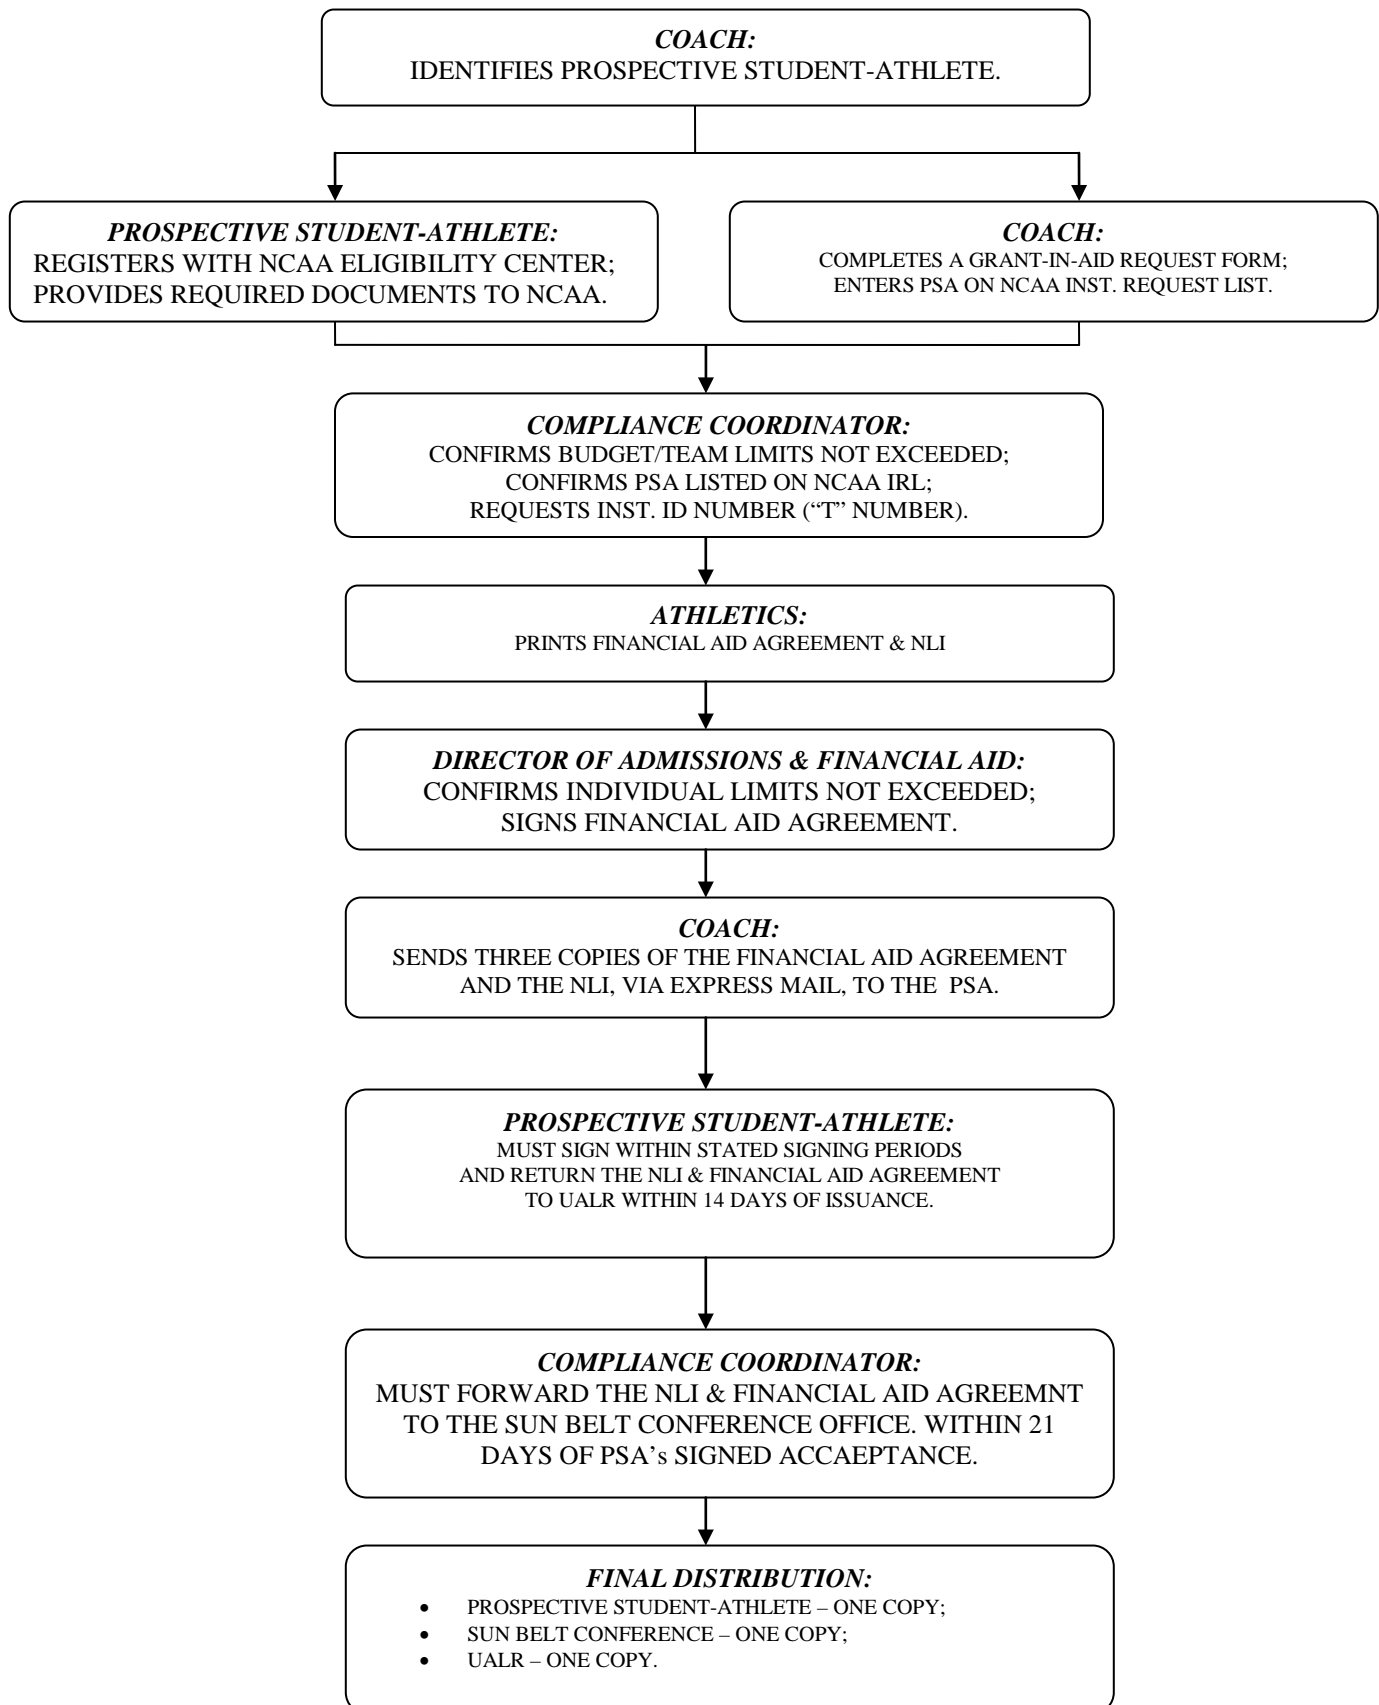 COACH:
IDENTIFIES PROSPECTIVE STUDENT-ATHLETE.
PROSPECTIVE STUDENT-ATHLETE:
REGISTERS WITH NCAA ELIGIBILITY CENTER;
PROVIDES REQUIRED DOCUMENTS TO NCAA.
COACH:
COMPLETES A GRANT-IN-AID REQUEST FORM;
ENTERS PSA ON NCAA INST. REQUEST LIST.
COMPLIANCE COORDINATOR:
CONFIRMS BUDGET/TEAM LIMITS NOT EXCEEDED;
CONFIRMS PSA LISTED ON NCAA IRL;
REQUESTS INST. ID NUMBER (“T” NUMBER).
ATHLETICS:
PRINTS FINANCIAL AID AGREEMENT & NLI
DIRECTOR OF ADMISSIONS & FINANCIAL AID:
CONFIRMS INDIVIDUAL LIMITS NOT EXCEEDED;
SIGNS FINANCIAL AID AGREEMENT.
COACH:
SENDS THREE COPIES OF THE FINANCIAL AID AGREEMENT
AND THE NLI, VIA EXPRESS MAIL, TO THE PSA.
PROSPECTIVE STUDENT-ATHLETE:
MUST SIGN WITHIN STATED SIGNING PERIODS
AND RETURN THE NLI & FINANCIAL AID AGREEMENT
TO UALR WITHIN 14 DAYS OF ISSUANCE.
COMPLIANCE COORDINATOR:
MUST FORWARD THE NLI & FINANCIAL AID AGREEMNT
TO THE SUN BELT CONFERENCE OFFICE. WITHIN 21
DAYS OF PSA’s SIGNED ACCAEPTANCE.
FINAL DISTRIBUTION:
• PROSPECTIVE STUDENT-ATHLETE – ONE COPY;
• SUN BELT CONFERENCE – ONE COPY;
• UALR – ONE COPY.